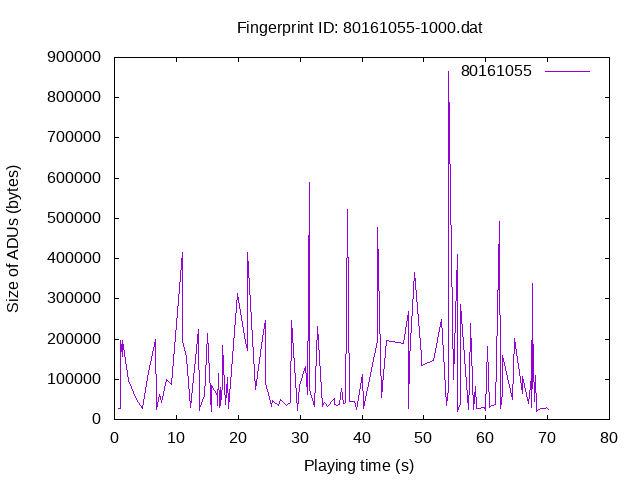 Fingerprint ID: 80161055-1000.dat
900000
80161055
800000
700000
600000
500000
400000
300000
200000
100000
0
Size of ADUs (bytes)
0 10 20 30 40 50 60 70 80
Playing time (s)